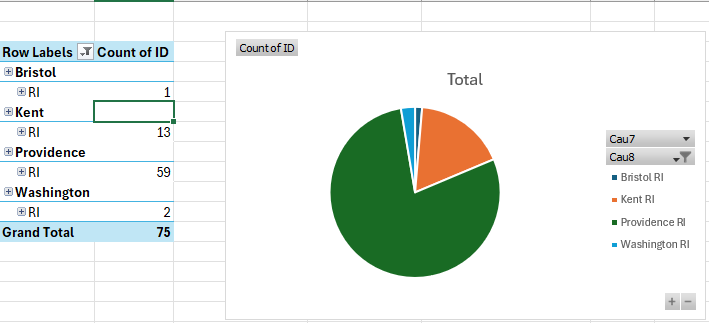 Row Labels Count of ID
Bristol
RI 1
Kent
RI 13
Providence
RI 59
Washington
RI 2
Grand Total 75
Count of ID
Total
Cau7
Cau8
Bristol RI
Kent RI
Providence RI
Washington RI